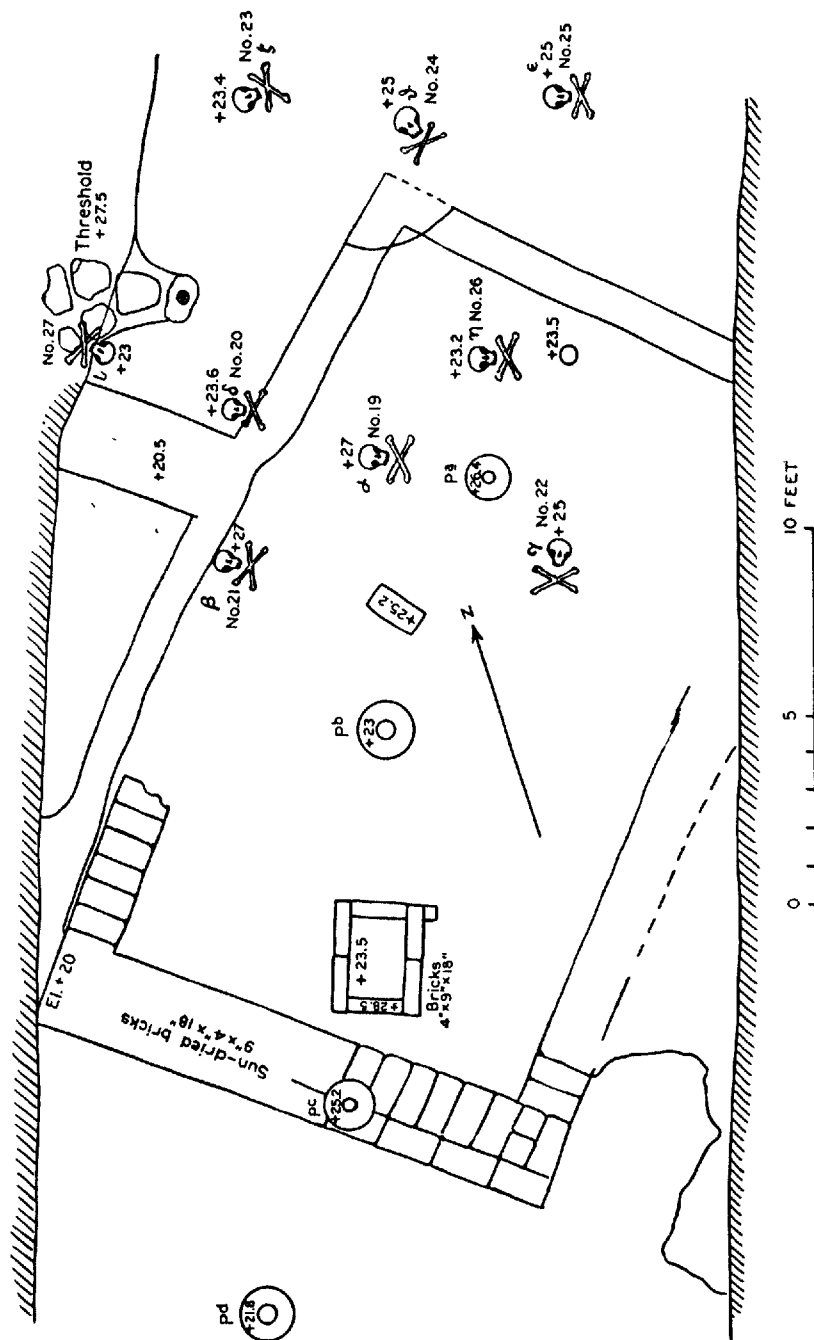 No. 27
ι
+23
Threshold
+27.5
+23.4
No. 23
ξ
+25
ϑ
No. 24
ϵ
+25
No. 25
+23.6
δ
No. 20
+20.5
+27
No. 19
α
+23.2
η No. 26
+23.5
pg
+26.4
γ
No. 22
+25
β
No. 21
+27
+25.2
N
pb
+23
El. +20
Sun-dried bricks
9"x 4"x 18"
+ 23.5
+28.5
Bricks
4"x9"x18"
pc
+25.2
pd
+21.8
0
5
10 FEET